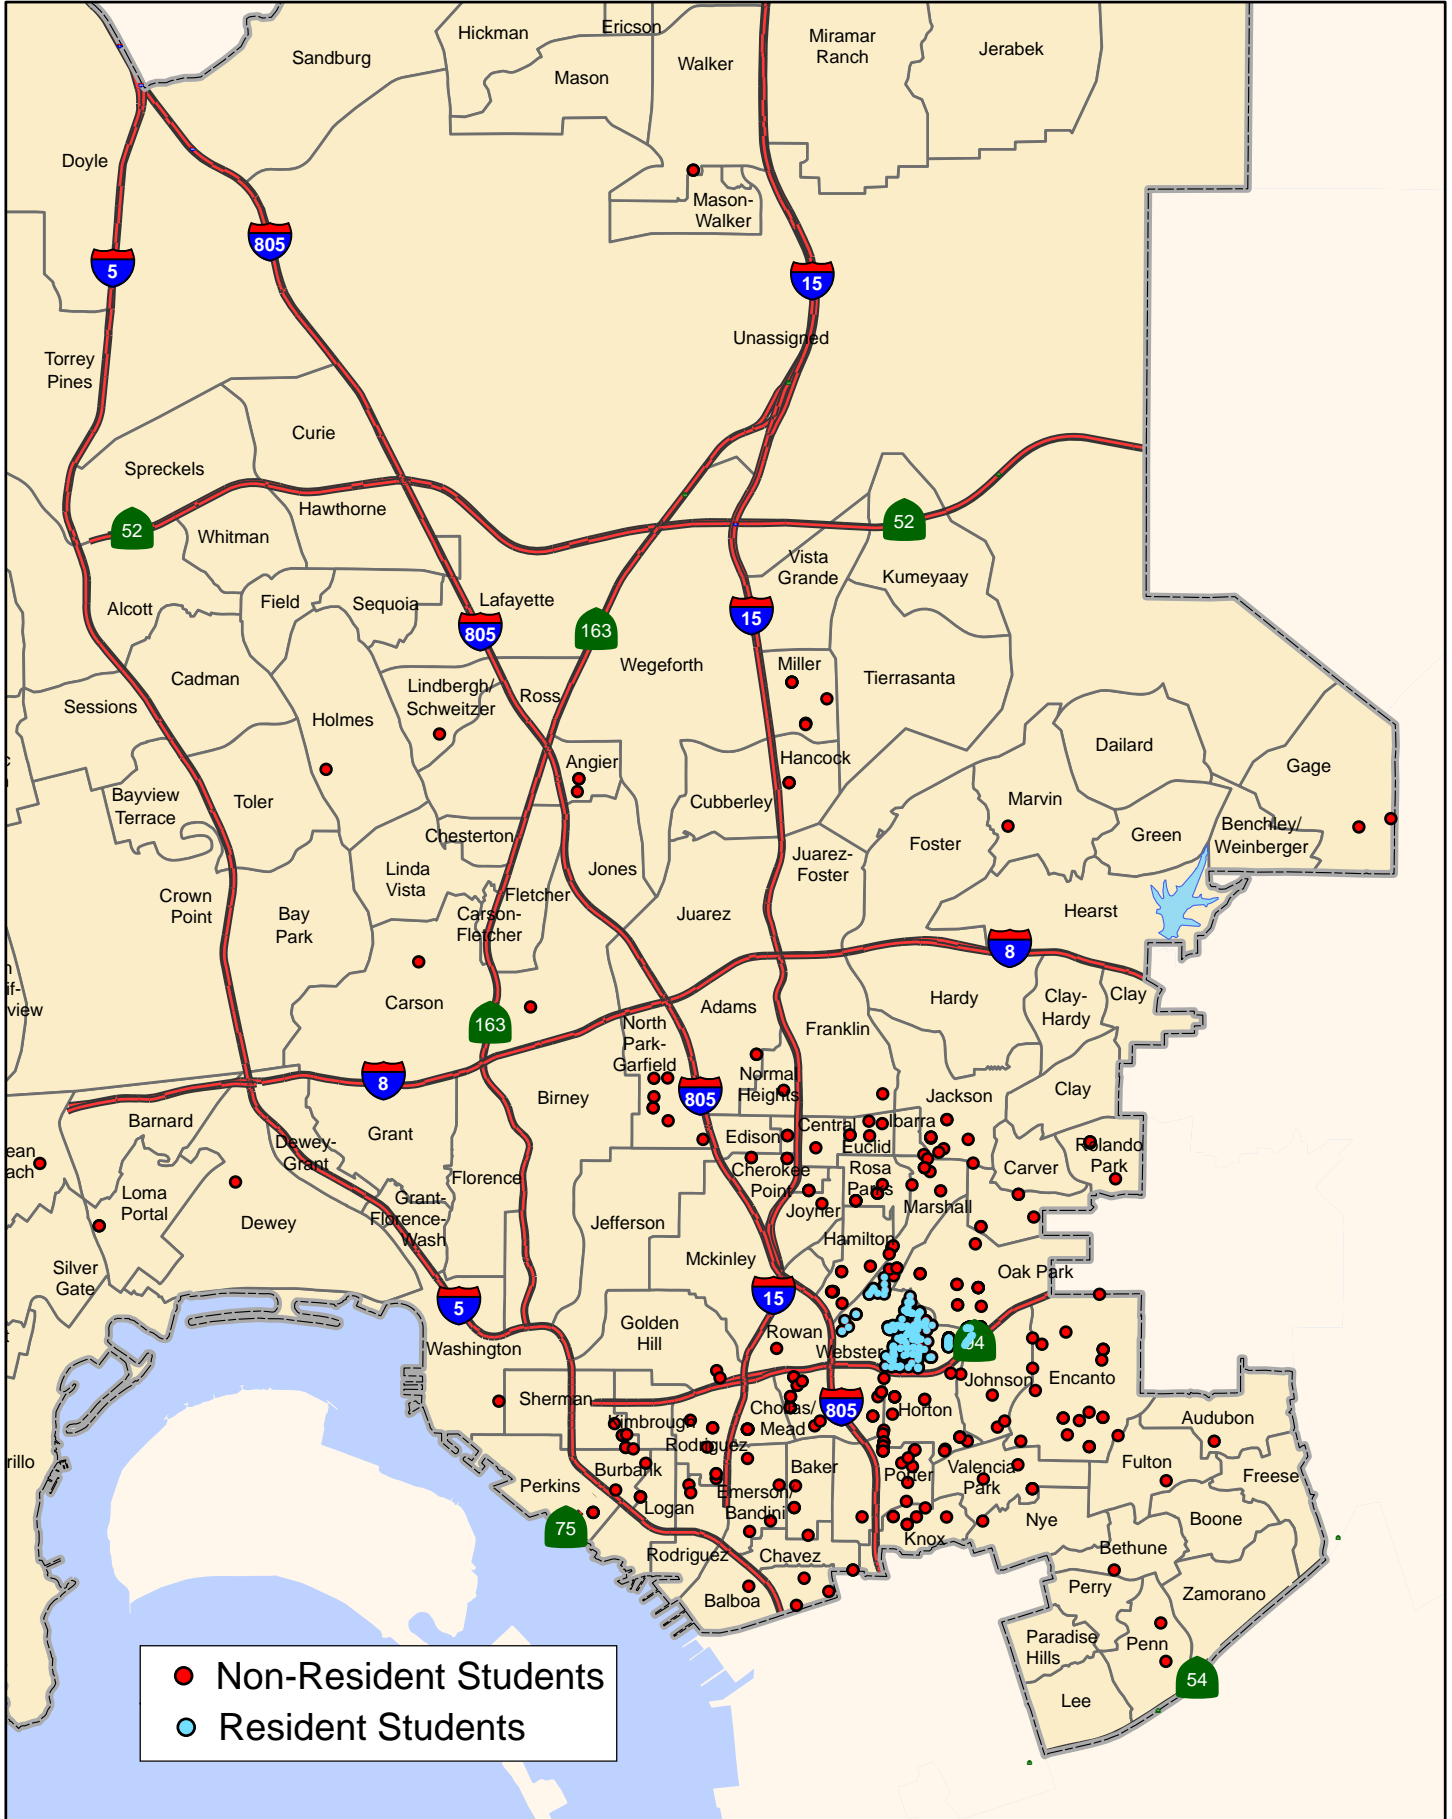 Hickman
Ericson
Sandburg
Mason
Walker
Miramar
Ranch
Jerabek
Doyle
Mason-
Walker
805
5
15
Unassigned
Torrey
Pines
Curie
Spreckels
Hawthorne
52
Whitman
52
Vista
Grande
Kumeyaay
Alcott
Field
Sequoia
Lafayette
805
163
15
Wegeforth
Miller
Tierrasanta
Cadman
Lindbergh/
Schweitzer
Ross
Sessions
Holmes
Angier
Hancock
Dailard
Gage
Bayview
Terrace
Toler
Cubberley
Marvin
Chesterton
Green
Benchley/
Weinberger
Foster
Juarez-
Foster
Linda
Vista
Jones
Fletcher
Crown
Point
Bay
Park
Carson-
Fletcher
Juarez
Hearst
8
Carson
163
Adams
Hardy
Clay-
Hardy
Clay
North
Park-
Garfield
Franklin
view
8
805
Normal
Heights
Clay
Birney
Jackson
Barnard
Grant
Dewey-
Grant
Edison
Central
Ibarra
Euclid
Rolando
Park
ean
ach
Cherokee
Point
Rosa
Parks
Carver
Florence
Loma
Portal
Grant-
Florence-
Wash
Dewey
Jefferson
Joyner
Marshall
Hamilton
Mckinley
Silver
Gate
Oak Park
5
15
Golden
Hill
Rowan
Washington
Webster
Sherman
Johnson
Encanto
Kimbrough
Chollas/
Mead
805
Horton
Audubon
Rodriguez
rillo
Burbank
Baker
Porter
Valencia
Park
Fulton
Freese
Perkins
Emerson/
Bandini
Logan
75
Knox
Nye
Boone
Rodriguez
Chavez
Bethune
Balboa
Perry
Zamorano
Paradise
Hills
Penn
54
Lee
Non-Resident Students
Resident Students